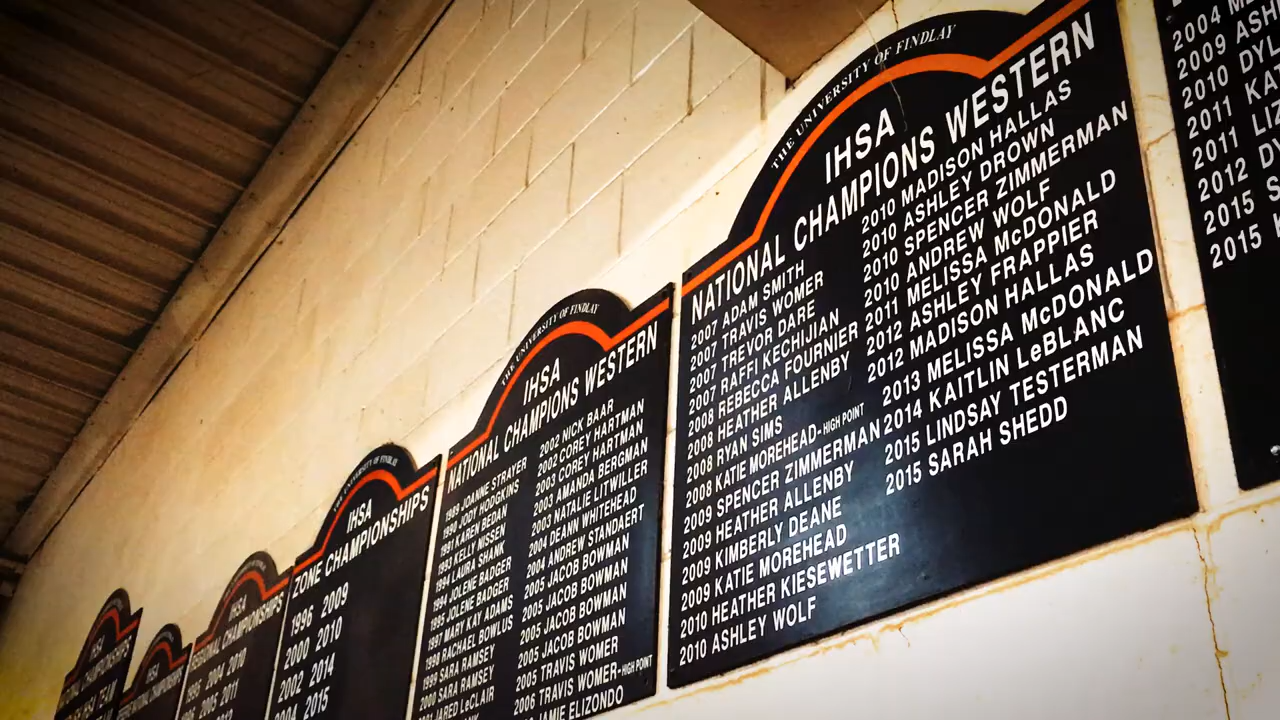 CHAMPIONSHIPS
IHSA
IHSA
REGIONAL CHAMPIONSHIPS
2004 2010
2005 2011
THE UNIVERSITY OF FINDLAY
IHSA
ZONE CHAMPIONSHIPS
1996 2009
2000 2010
2002 2014
2004 2015
THE UNIVERSITY OF FINDLAY
IHSA
NATIONAL CHAMPIONS WESTERN
1989 JOANNE STRAYER
1990 JODY HODGKINS
1991 KAREN BEDAN
1993 KELLY NISSEN
1994 LAURA SHANK
1994 JOLENE BADGER
1995 JOLENE BADGER
1997 MARY KAY ADAMS
1998 RACHAEL BOWLUS
1999 SARA RAMSEY
2000 SARA RAMSEY
2001 JARED LeCLAIR
2002 NICK BAAR
2002 COREY HARTMAN
2003 COREY HARTMAN
2003 AMANDA BERGMAN
2003 NATALIE LITWILLER
2004 DEANN WHITEHEAD
2004 ANDREW STANDAERT
2005 JACOB BOWMAN
2005 JACOB BOWMAN
2005 JACOB BOWMAN
2005 JACOB BOWMAN
2005 TRAVIS WOMER
2006 TRAVIS WOMER-HIGH POINT
JAMIE ELIZONDO
THE UNIVERSITY OF FINDLAY
IHSA
NATIONAL CHAMPIONS WESTERN
2007 ADAM SMITH
2007 TRAVIS WOMER
2007 TREVOR DARE
2007 RAFFI KECHIJIAN
2008 REBECCA FOURNIER
2008 HEATHER ALLENBY
2008 RYAN SIMS
2008 KATIE MOREHEAD-HIGH POINT
2009 SPENCER ZIMMERMAN
2009 HEATHER ALLENBY
2009 KIMBERLY DEANE
2009 KATIE MOREHEAD
2010 HEATHER KIESEWETTER
2010 ASHLEY WOLF
2010 MADISON HALLAS
2010 ASHLEY DROWN
2010 SPENCER ZIMMERMAN
2010 ANDREW WOLF
2011 MELISSA McDONALD
2012 ASHLEY FRAPPIER
2012 MADISON HALLAS
2013 MELISSA McDONALD
2014 KAITLIN LeBLANC
2015 LINDSAY TESTERMAN
2015 SARAH SHEDD
2004
2009 ASH
2010 DYL
2011 KAT
2011 LIZ
2012 DY
2015 S
2015